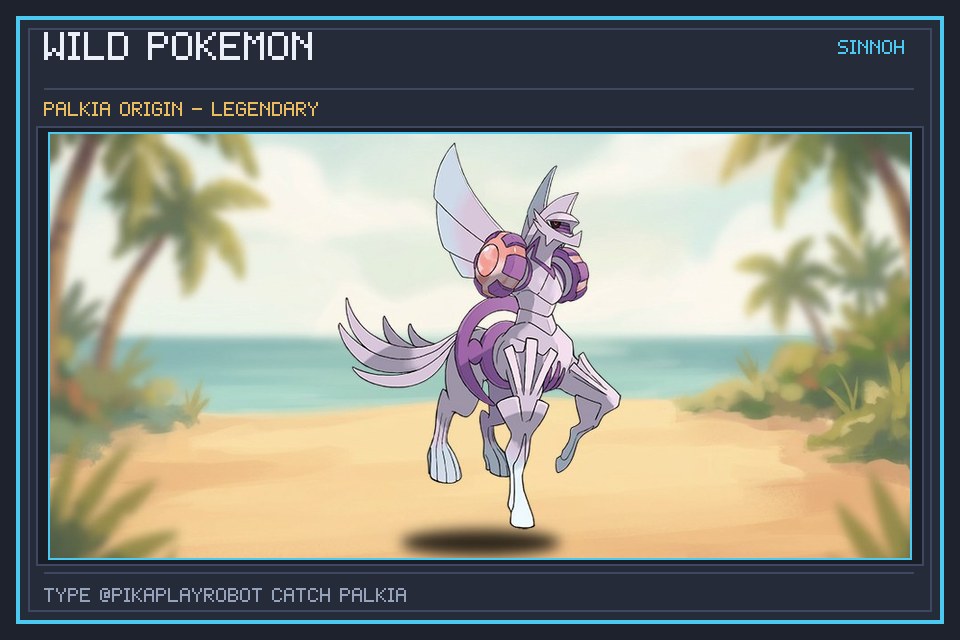 WILD POKEMON
SINNOH
PALKIA ORIGIN - LEGENDARY
TYPE @PIKAPLAYROBOT CATCH PALKIA